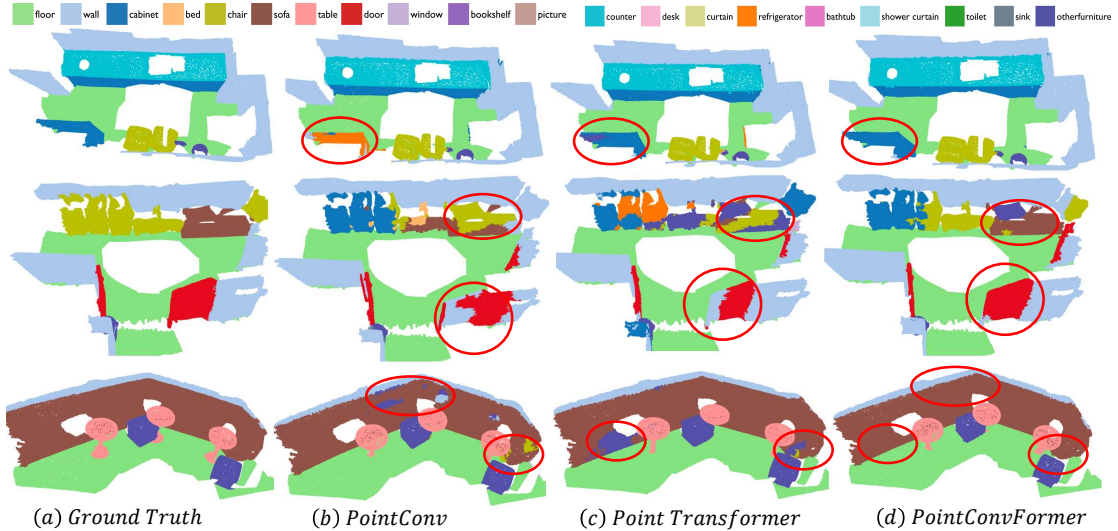 floor wall cabinet bed chair sofa table door window bookshelf picture counter desk curtain refrigerator bathtub shower curtain toilet sink otherfurniture
(a) Ground Truth (b) PointConv (c) Point Transformer (d) PointConvFormer